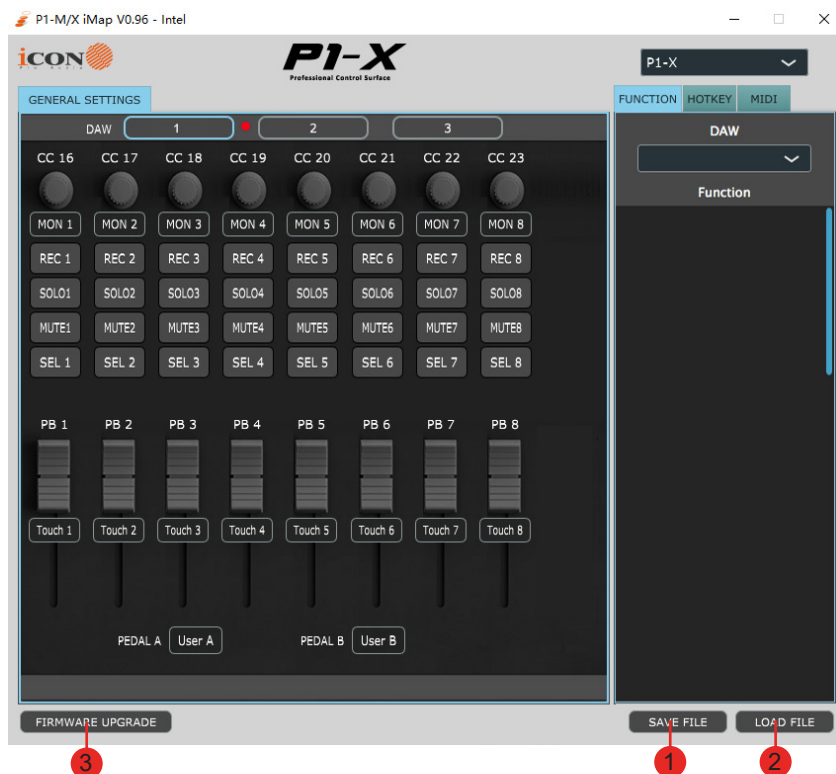 P1-M/X iMap V0.96 - Intel
iCON
PRO AUDIO
P1-X
Professional Control Surface
P1-X
GENERAL SETTINGS
FUNCTION HOTKEY MIDI
DAW 1 2 3
DAW
Function
CC 16 CC 17 CC 18 CC 19 CC 20 CC 21 CC 22 CC 23
MON 1 MON 2 MON 3 MON 4 MON 5 MON 6 MON 7 MON 8
REC 1 REC 2 REC 3 REC 4 REC 5 REC 6 REC 7 REC 8
SOLO1 SOLO2 SOLO3 SOLO4 SOLO5 SOLO6 SOLO7 SOLO8
MUTE1 MUTE2 MUTE3 MUTE4 MUTE5 MUTE6 MUTE7 MUTE8
SEL 1 SEL 2 SEL 3 SEL 4 SEL 5 SEL 6 SEL 7 SEL 8
PB 1 PB 2 PB 3 PB 4 PB 5 PB 6 PB 7 PB 8
Touch 1 Touch 2 Touch 3 Touch 4 Touch 5 Touch 6 Touch 7 Touch 8
PEDAL A User A PEDAL B User B
FIRMWARE UPGRADE SAVE FILE LOAD FILE
3 1 2